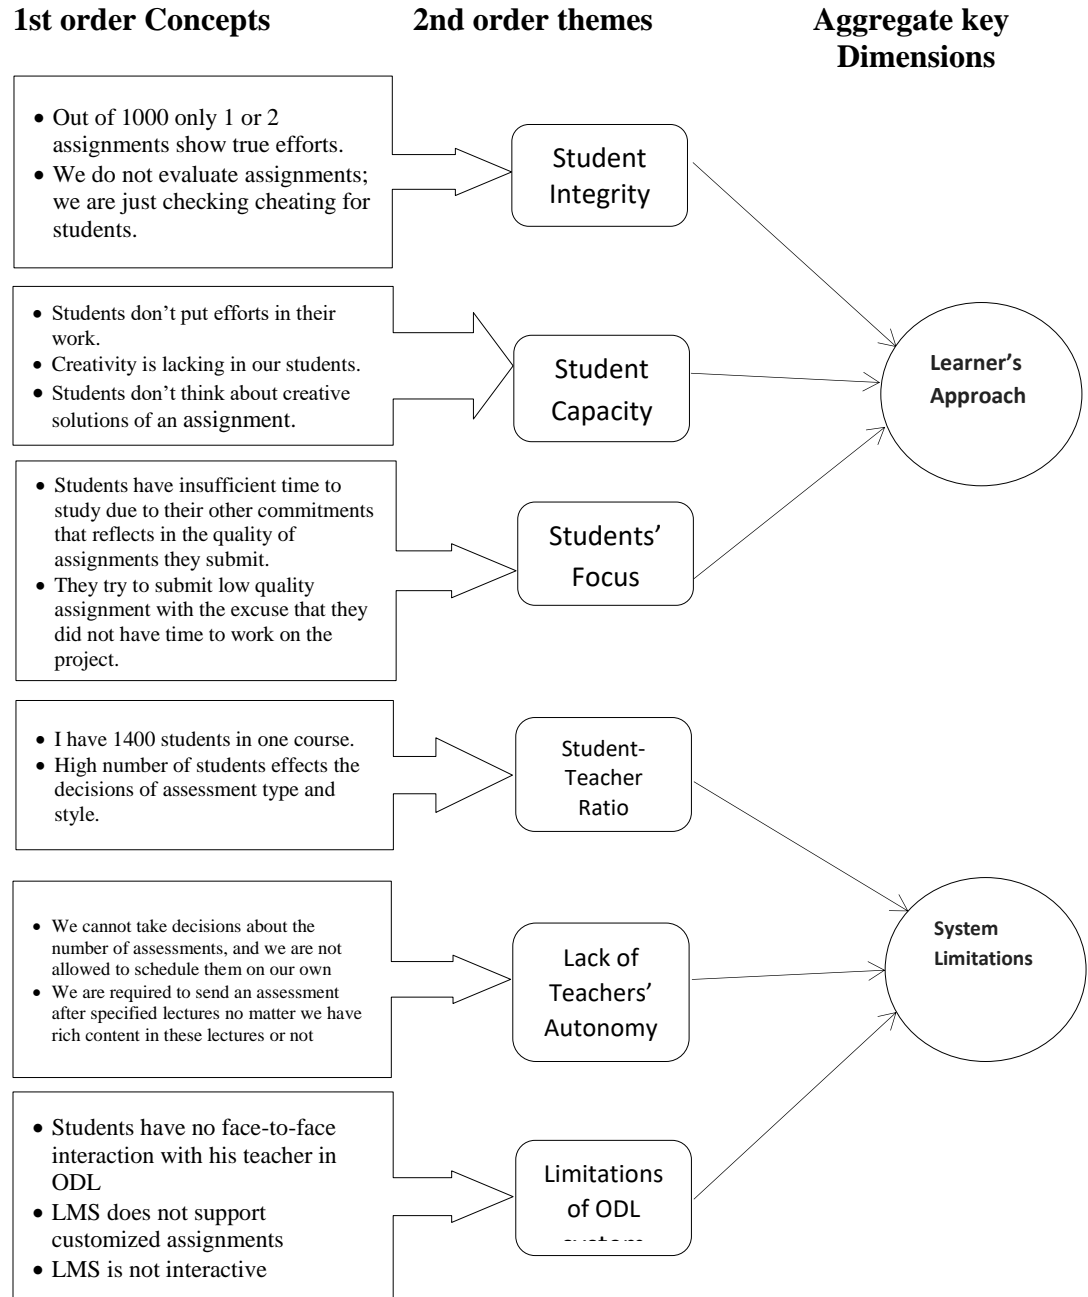 1st order Concepts
2nd order themes
Aggregate key
Dimensions
• Out of 1000 only 1 or 2
assignments show true efforts.
• We do not evaluate assignments;
we are just checking cheating for
students.
Student
Integrity
• Students don’t put efforts in their
work.
• Creativity is lacking in our students.
• Students don’t think about creative
solutions of an assignment.
Student
Capacity
Learner’s
Approach
• Students have insufficient time to
study due to their other commitments
that reflects in the quality of
assignments they submit.
• They try to submit low quality
assignment with the excuse that they
did not have time to work on the
project.
Students’
Focus
• I have 1400 students in one course.
• High number of students effects the
decisions of assessment type and
style.
Student-
Teacher
Ratio
• We cannot take decisions about the
number of assessments, and we are not
allowed to schedule them on our own
• We are required to send an assessment
after specified lectures no matter we have
rich content in these lectures or not
Lack of
Teachers’
Autonomy
System
Limitations
• Students have no face-to-face
interaction with his teacher in
ODL
• LMS does not support
customized assignments
• LMS is not interactive
Limitations
of ODL
system